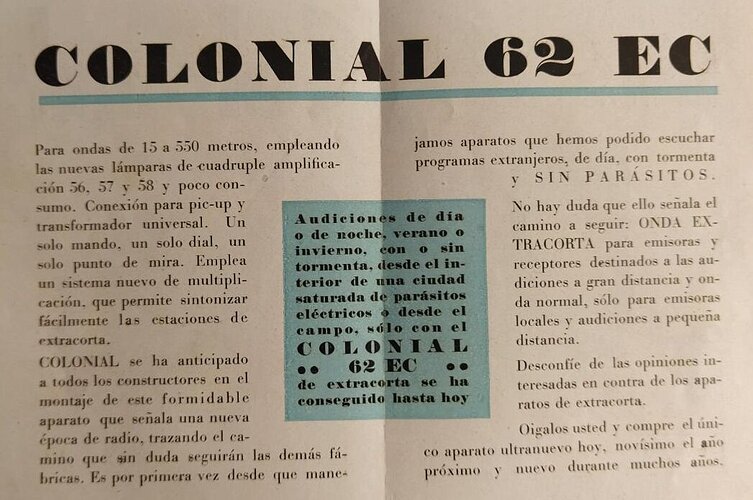 COLONIAL 62 EC
Para ondas de 15 a 550 metros, empleando
las nuevas lámparas de cuadruple amplifica-
ción 56, 57 y 58 y poco con-
sumo. Conexión para pic-up y
transformador universal. Un
solo mando, un solo dial, un
solo punto de mira. Emplea
un sistema nuevo de multipli-
cación, que permite sintonizar
fácilmente las estaciones de
extracorta.
COLONIAL se ha anticipado
a todos los constructores en el
montaje de este formidable
aparato que señala una nueva
época de radio, trazando el ca-
mino que sin duda seguirán las demás fá-
bricas. Es por primera vez desde que mane-
Audiciones de día
o de noche, verano o
invierno, con o sin
tormenta, desde el in-
terior de una ciudad
saturada de parásitos
eléctricos o desde el
campo, sólo con el
COLONIAL
•• 62 EC ••
de extracorta se ha
conseguido hasta hoy
jamos aparatos que hemos podido escuchar
programas extranjeros, de día, con tormenta
y SIN PARÁSITOS.
No hay duda que ello señala el
camino a seguir: ONDA EX-
TRACORTA para emisoras y
receptores destinados a las au-
diciones a gran distancia y on-
da normal, sólo para emisoras
locales y audiciones a pequeña
distancia.
Desconfíe de las opiniones in-
teresadas en contra de los apa-
ratos de extracorta.
Oigalos usted y compre el úni-
co aparato ultranuevo hoy, novísimo el año
próximo y nuevo durante muchos años.